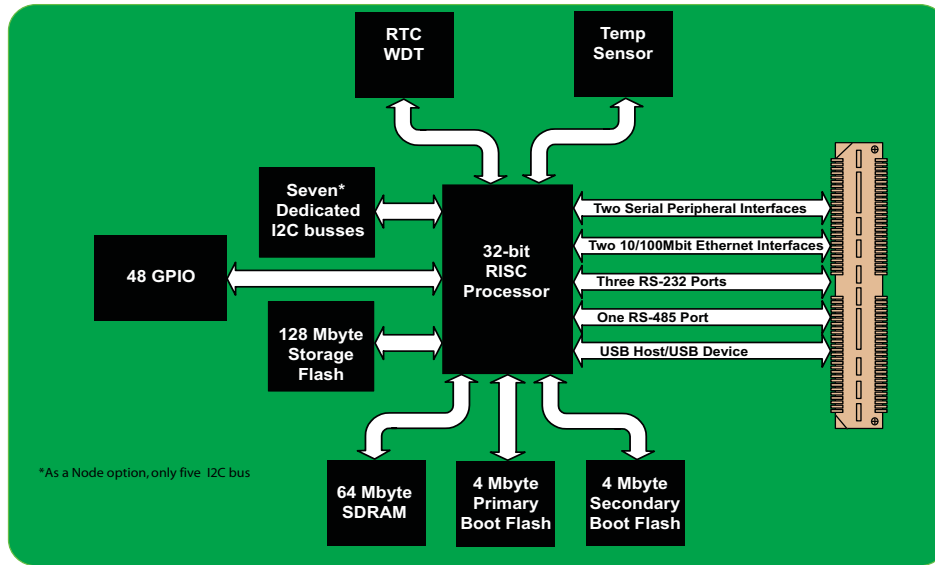 RTC
WDT
Temp
Sensor
Seven*
Dedicated
I2C busses
48 GPIO
128 Mbyte
Storage
Flash
32-bit
RISC
Processor
Two Serial Peripheral Interfaces
Two 10/100Mbit Ethernet Interfaces
Three RS-232 Ports
One RS-485 Port
USB Host/USB Device
*As a Node option, only five I2C bus
64 Mbyte
SDRAM
4 Mbyte
Primary
Boot Flash
4 Mbyte
Secondary
Boot Flash